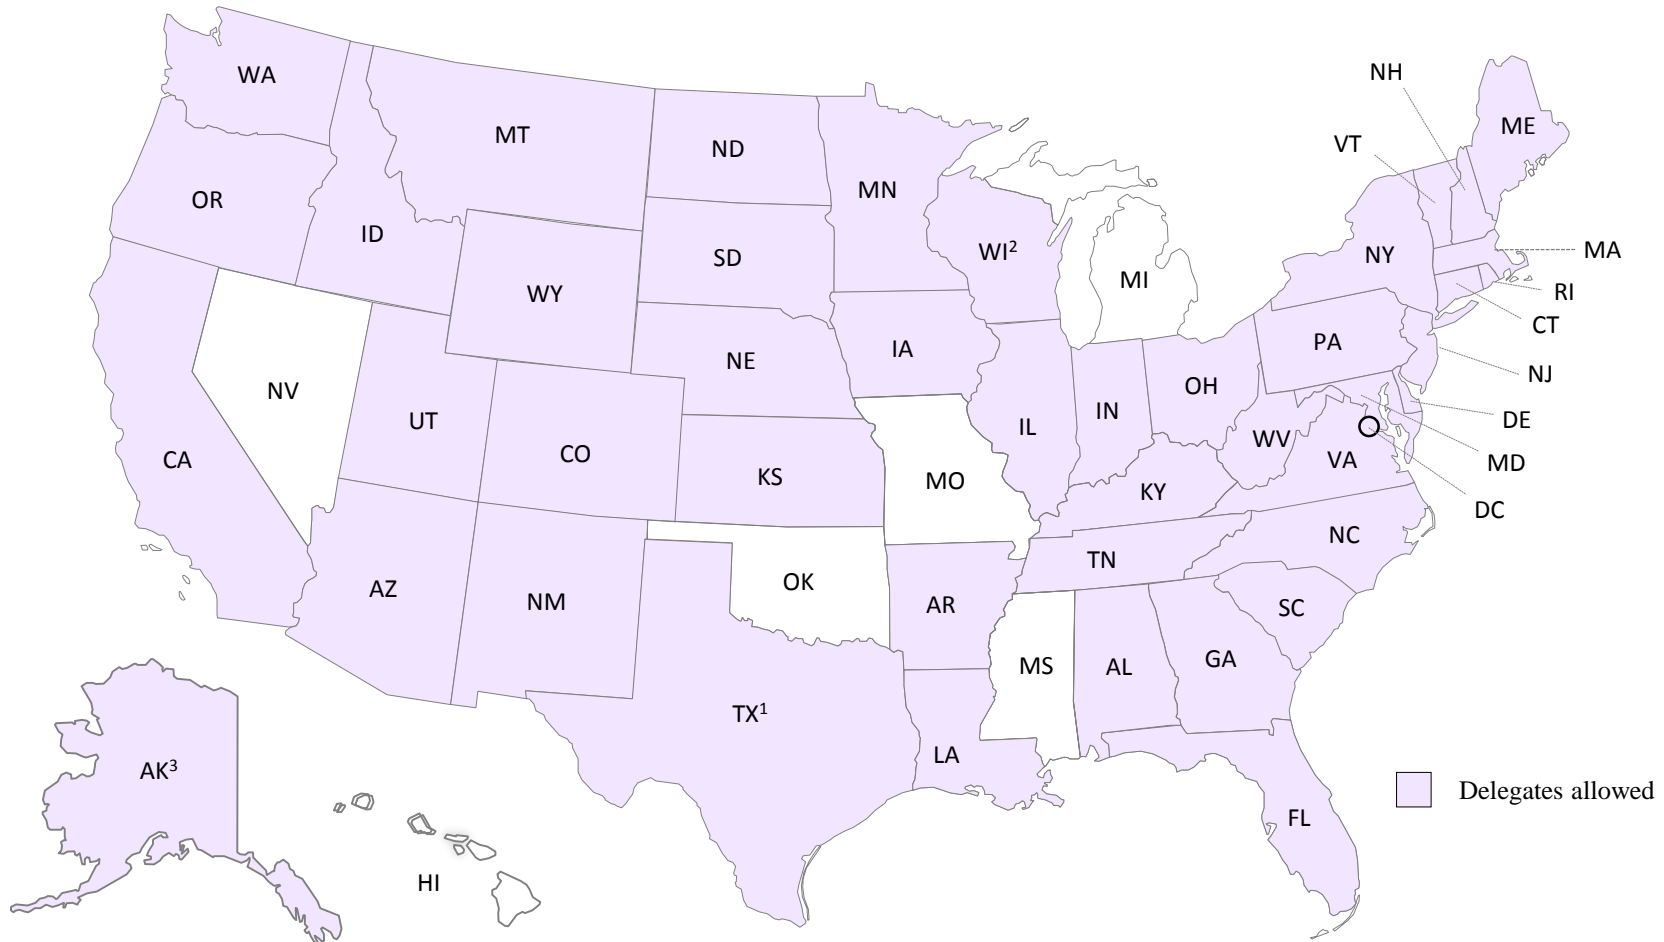 NH
WA
ME
MT
VT
ND
MN
OR
ID
MA
WI²
NY
SD
MI
RI
WY
CT
PA
IA
NE
NJ
OH
NV
IN
DE
UT
IL
WV
CO
CA
VA
MD
KS
MO
KY
DC
NC
TN
OK
AZ
NM
AR
SC
GA
MS
AL
TX¹
LA
AK³
Delegates allowed
FL
HI